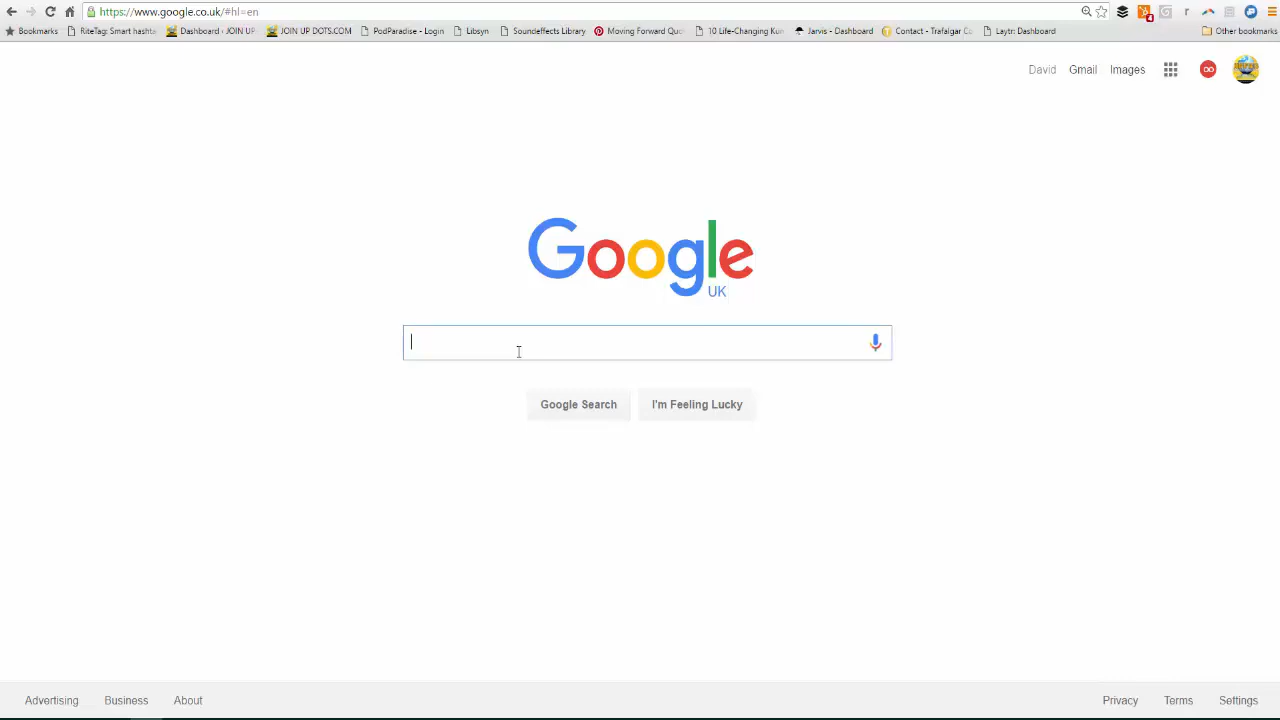 https://www.google.co.uk/#hl=en
4
Bookmarks RiteTag: Smart hashta Dashboard ‹ JOIN UP JOIN UP DOTS.COM PodParadise - Login Libsyn Soundeffects Library Moving Forward Quo 10 Life-Changing Kun Jarvis - Dashboard Contact - Trafalgar Ca Laytr: Dashboard Other bookmarks
David Gmail Images
Google
UK
Google Search I'm Feeling Lucky
Advertising Business About Privacy Terms Settings